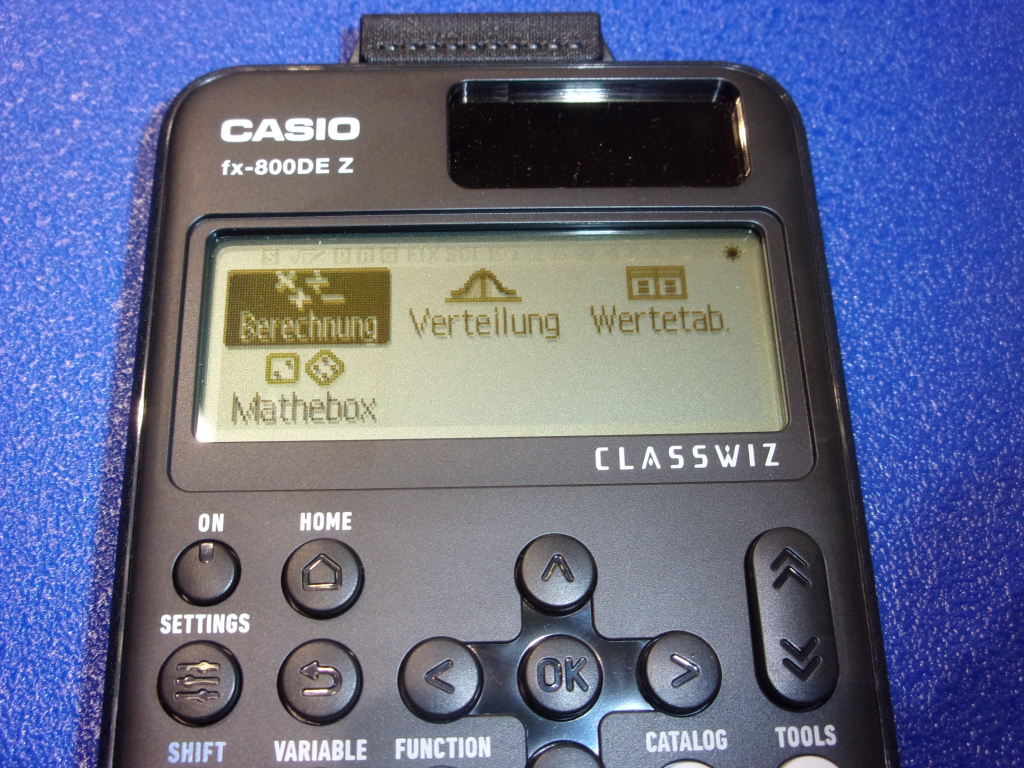 CASIO
fx-800DE Z
Berechnung Verteilung Wertetab.
Mathebox
CLASSWIZ
ON HOME
SETTINGS
OK
SHIFT VARIABLE FUNCTION CATALOG TOOLS